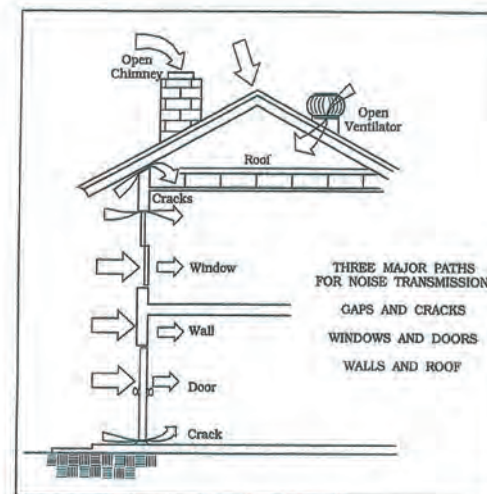 Open
Chimney
Open
Ventilator
Roof
Cracks
Window
Wall
Door
Crack
THREE MAJOR PATHS
FOR NOISE TRANSMISSION
GAPS AND CRACKS
WINDOWS AND DOORS
WALLS AND ROOF